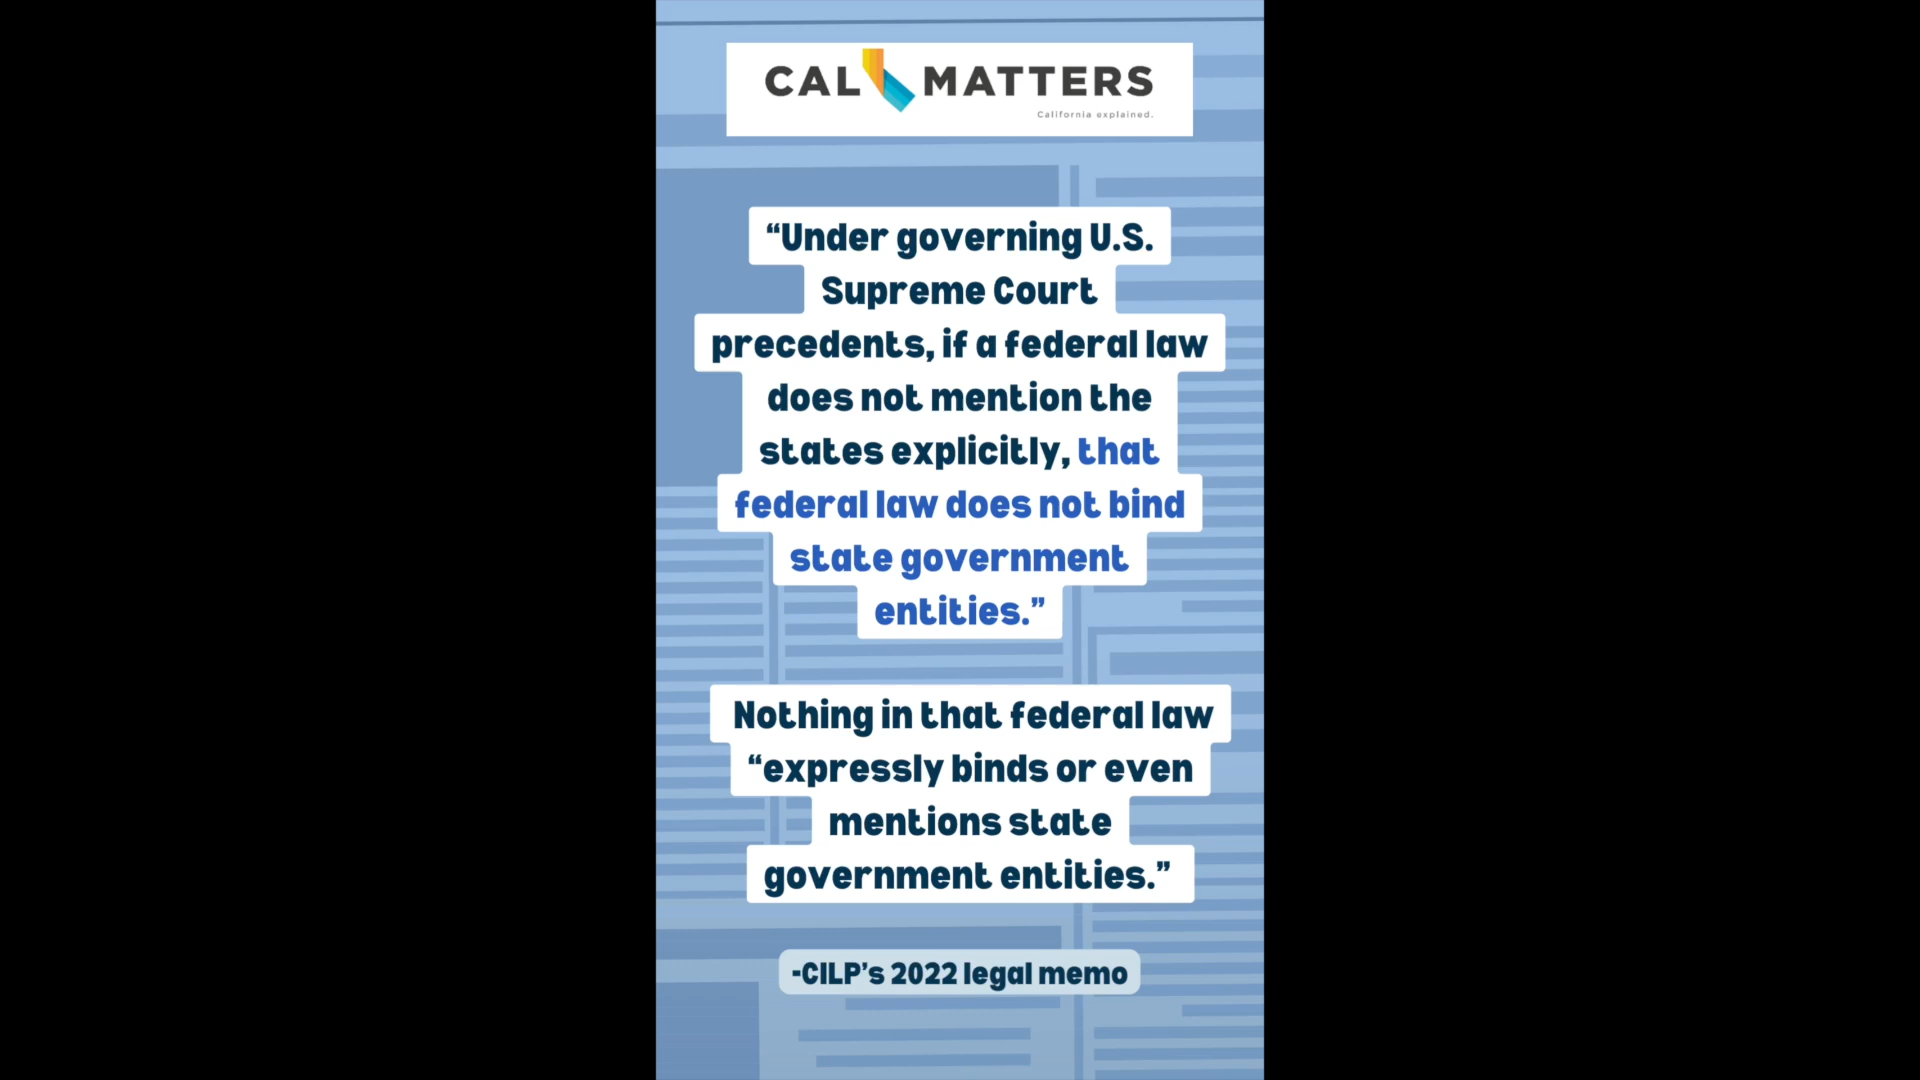 CAL MATTERS
California explained.
“Under governing U.S.
Supreme Court
precedents, if a federal law
does not mention the
states explicitly, that
federal law does not bind
state government
entities.”
Nothing in that federal law
“expressly binds or even
mentions state
government entities.”
-CILP’s 2022 legal memo